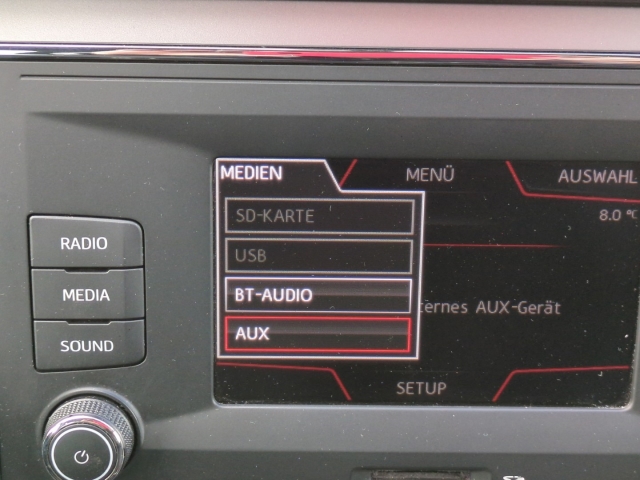 MEDIEN
MENÜ
AUSWAHL
SD-KARTE
8.0 °C
USB
BT-AUDIO
ternes AUX-Gerät
AUX
SETUP
RADIO
MEDIA
SOUND